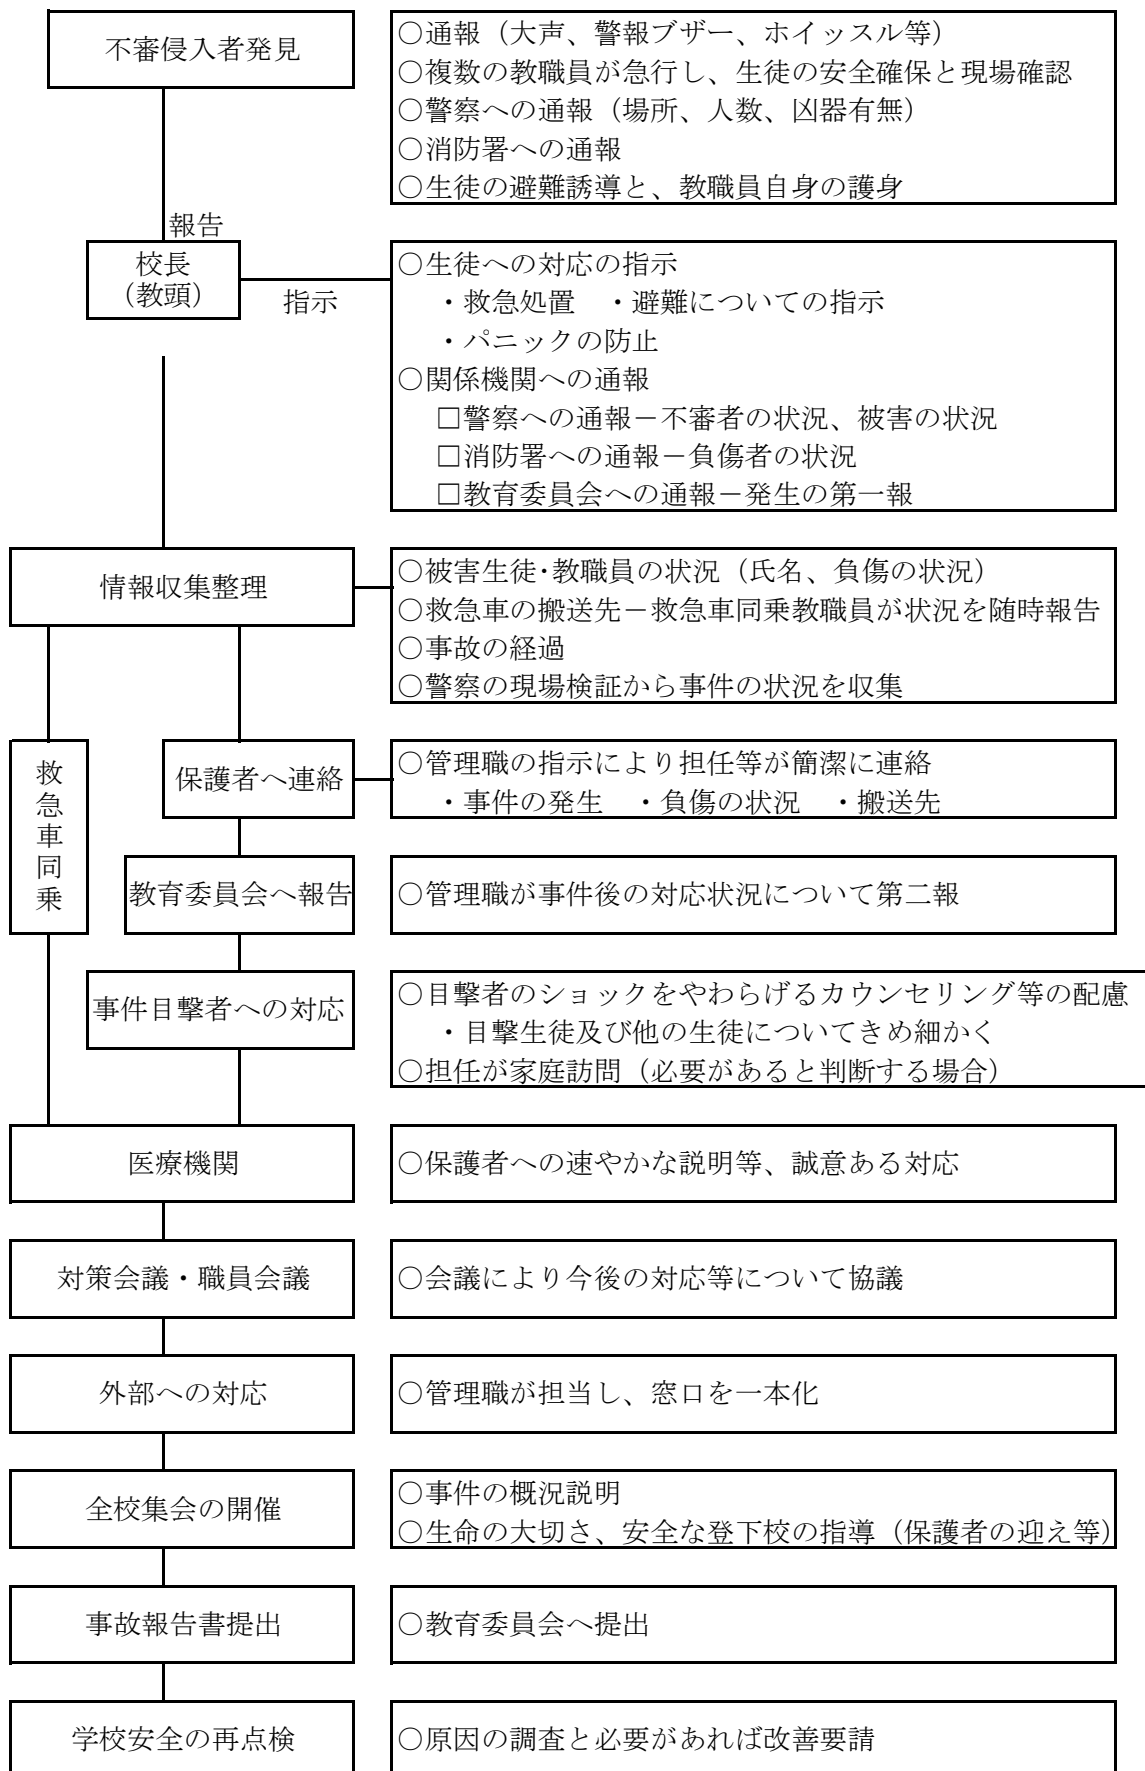 不審侵入者発見
○通報（大声、警報ブザー、ホイッスル等）
○複数の教職員が急行し、生徒の安全確保と現場確認
○警察への通報（場所、人数、凶器有無）
○消防署への通報
○生徒の避難誘導と、教職員自身の護身
報告
校長
（教頭）
指示
○生徒への対応の指示
・救急処置　・避難についての指示
・パニックの防止
○関係機関への通報
□警察への通報－不審者の状況、被害の状況
□消防署への通報－負傷者の状況
□教育委員会への通報－発生の第一報
情報収集整理
○被害生徒･教職員の状況（氏名、負傷の状況）
○救急車の搬送先－救急車同乗教職員が状況を随時報告
○事故の経過
○警察の現場検証から事件の状況を収集
救急車同乗
保護者へ連絡
○管理職の指示により担任等が簡潔に連絡
・事件の発生　・負傷の状況　・搬送先
教育委員会へ報告
○管理職が事件後の対応状況について第二報
事件目撃者への対応
○目撃者のショックをやわらげるカウンセリング等の配慮
・目撃生徒及び他の生徒についてきめ細かく
○担任が家庭訪問（必要があると判断する場合）
医療機関
○保護者への速やかな説明等、誠意ある対応
対策会議・職員会議
○会議により今後の対応等について協議
外部への対応
○管理職が担当し、窓口を一本化
全校集会の開催
○事件の概況説明
○生命の大切さ、安全な登下校の指導（保護者の迎え等）
事故報告書提出
○教育委員会へ提出
学校安全の再点検
○原因の調査と必要があれば改善要請